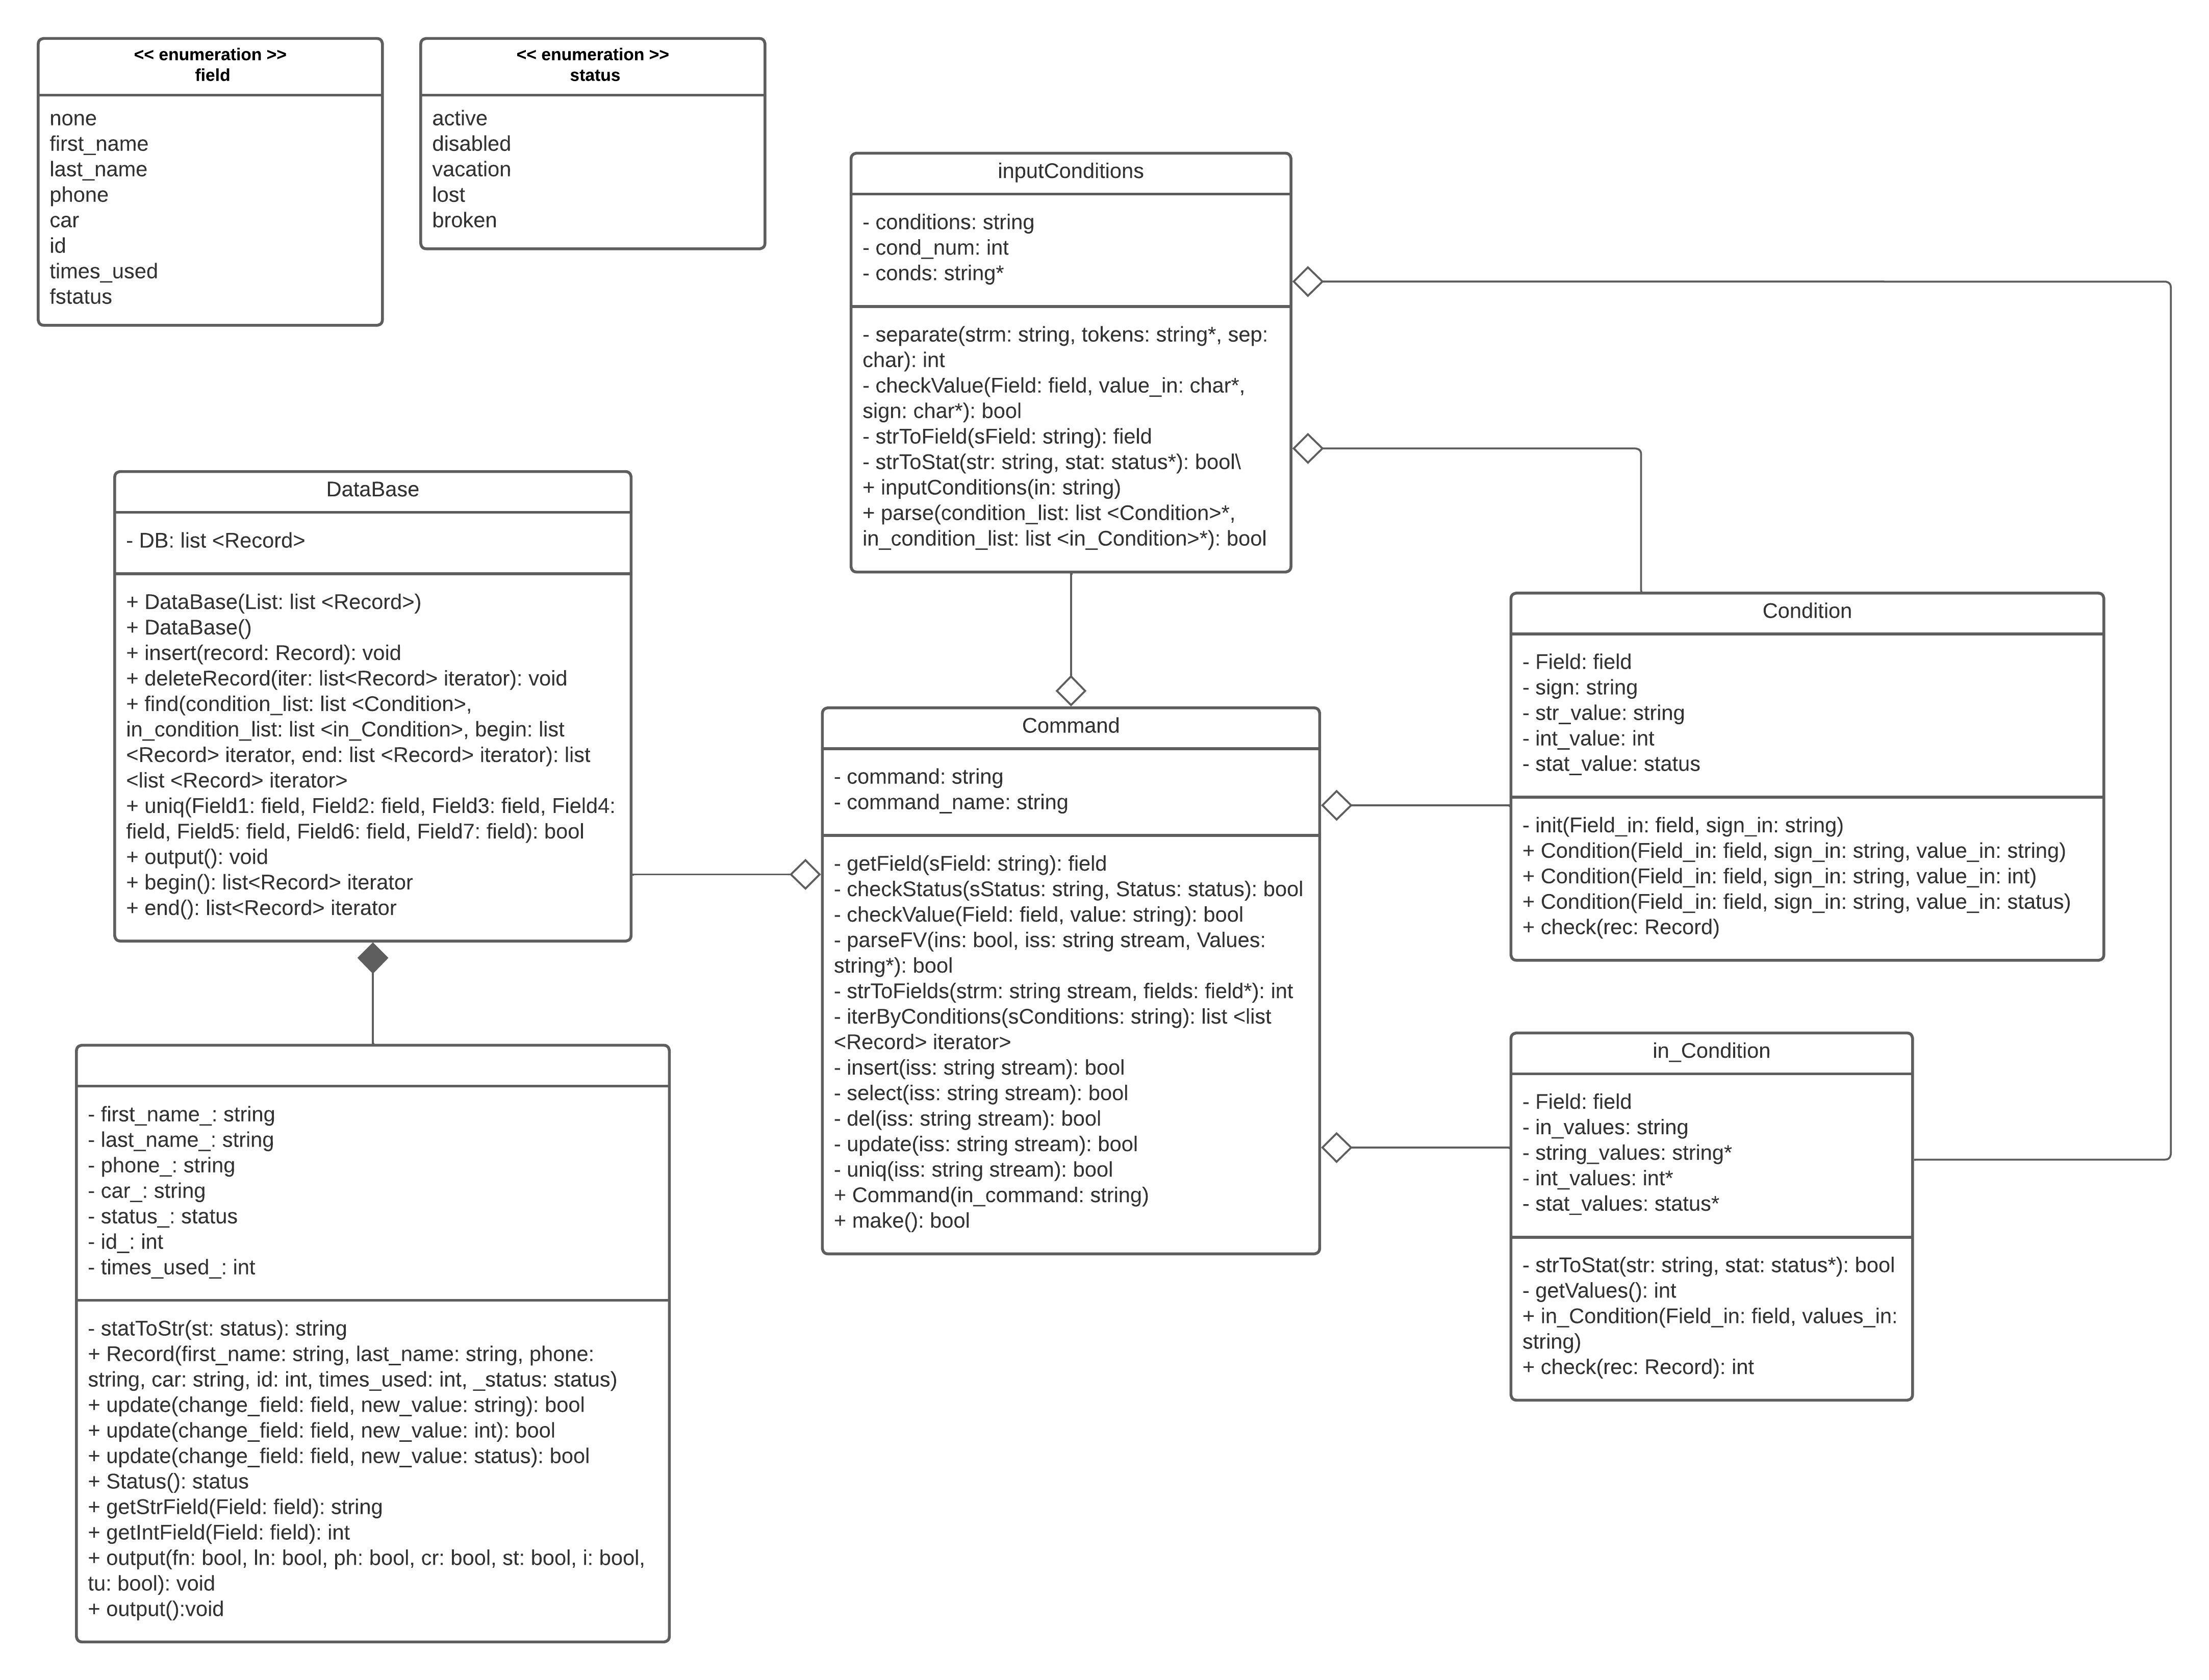 << enumeration >>
field
none
first_name
last_name
phone
car
id
times_used
fstatus
<< enumeration >>
status
active
disabled
vacation
lost
broken
inputConditions
- conditions: string
- cond_num: int
- conds: string*
- separate(strm: string, tokens: string*, sep:
char): int
- checkValue(Field: field, value_in: char*,
sign: char*): bool
- strToField(sField: string): field
- strToStat(str: string, stat: status*): bool\
+ inputConditions(in: string)
+ parse(condition_list: list <Condition>*,
in_condition_list: list <in_Condition>*): bool
DataBase
- DB: list <Record>
+ DataBase(List: list <Record>)
+ DataBase()
+ insert(record: Record): void
+ deleteRecord(iter: list<Record> iterator): void
+ find(condition_list: list <Condition>,
in_condition_list: list <in_Condition>, begin: list
<Record> iterator, end: list <Record> iterator): list
<list <Record> iterator>
+ uniq(Field1: field, Field2: field, Field3: field, Field4:
field, Field5: field, Field6: field, Field7: field): bool
+ output(): void
+ begin(): list<Record> iterator
+ end(): list<Record> iterator
Command
- command: string
- command_name: string
- getField(sField: string): field
- checkStatus(sStatus: string, Status: status): bool
- checkValue(Field: field, value: string): bool
- parseFV(ins: bool, iss: string stream, Values:
string*): bool
- strToFields(strm: string stream, fields: field*): int
- iterByConditions(sConditions: string): list <list
<Record> iterator>
- insert(iss: string stream): bool
- select(iss: string stream): bool
- del(iss: string stream): bool
- update(iss: string stream): bool
- uniq(iss: string stream): bool
+ Command(in_command: string)
+ make(): bool
Condition
- Field: field
- sign: string
- str_value: string
- int_value: int
- stat_value: status
- init(Field_in: field, sign_in: string)
+ Condition(Field_in: field, sign_in: string, value_in: string)
+ Condition(Field_in: field, sign_in: string, value_in: int)
+ Condition(Field_in: field, sign_in: string, value_in: status)
+ check(rec: Record)
in_Condition
- Field: field
- in_values: string
- string_values: string*
- int_values: int*
- stat_values: status*
- strToStat(str: string, stat: status*): bool
- getValues(): int
+ in_Condition(Field_in: field, values_in:
string)
+ check(rec: Record): int
- first_name_: string
- last_name_: string
- phone_: string
- car_: string
- status_: status
- id_: int
- times_used_: int
- statToStr(st: status): string
+ Record(first_name: string, last_name: string, phone:
string, car: string, id: int, times_used: int, _status: status)
+ update(change_field: field, new_value: string): bool
+ update(change_field: field, new_value: int): bool
+ update(change_field: field, new_value: status): bool
+ Status(): status
+ getStrField(Field: field): string
+ getIntField(Field: field): int
+ output(fn: bool, ln: bool, ph: bool, cr: bool, st: bool, i: bool,
tu: bool): void
+ output():void